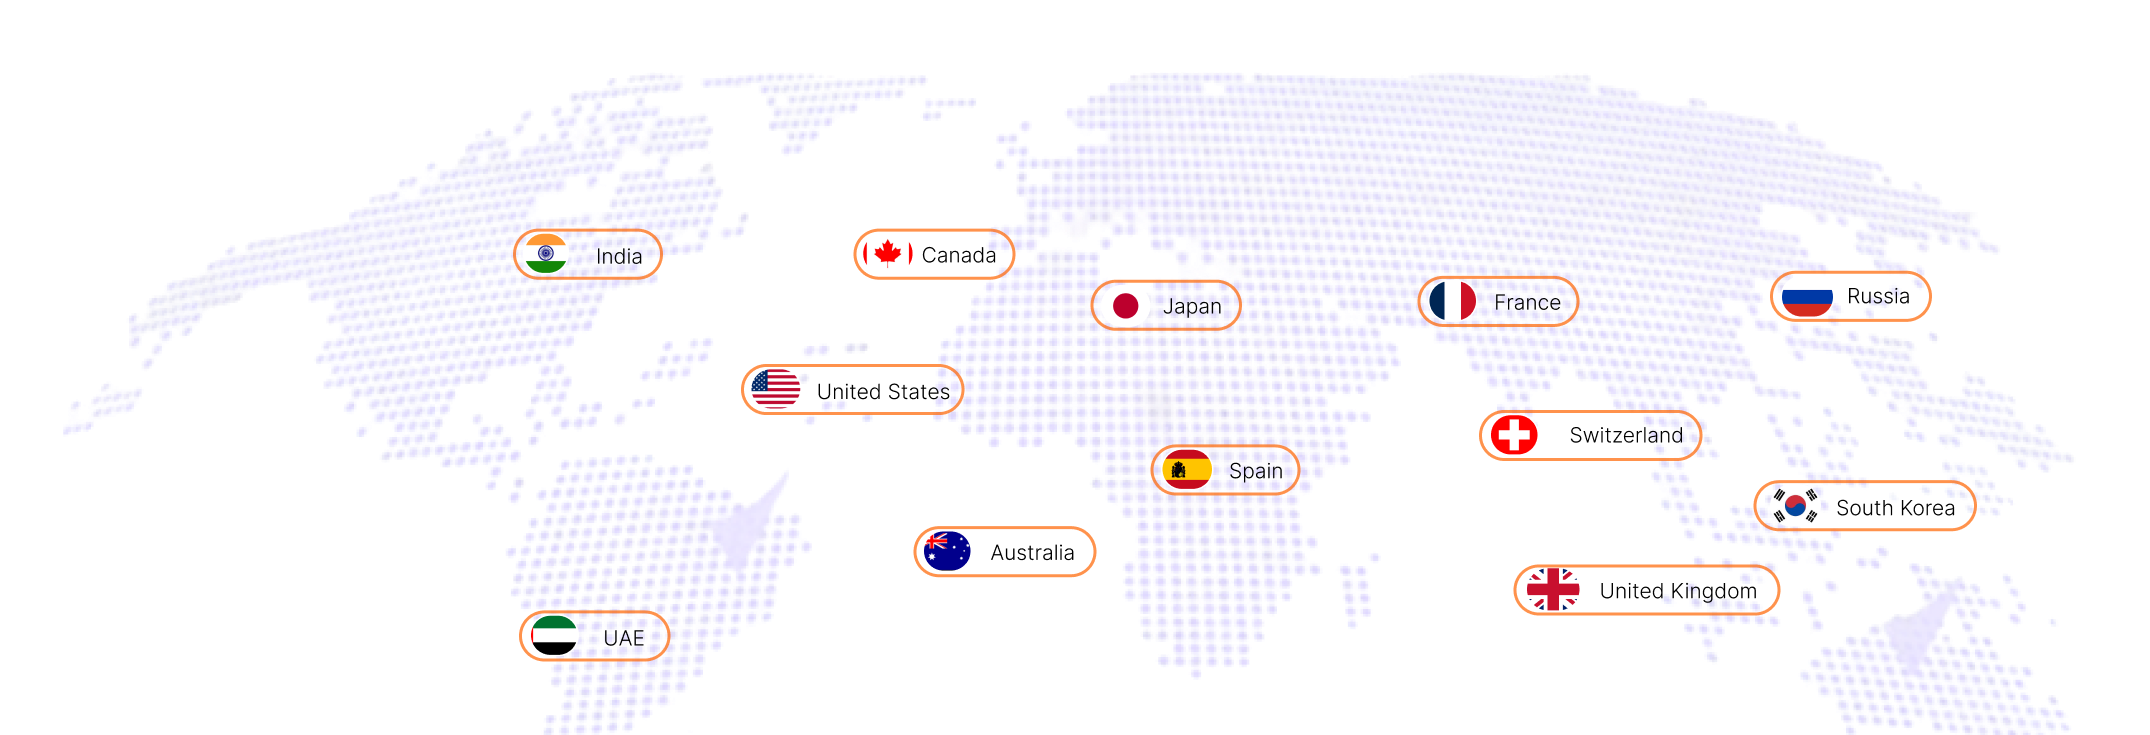 India
Canada
Japan
France
Russia
United States
Switzerland
Spain
South Korea
Australia
United Kingdom
UAE